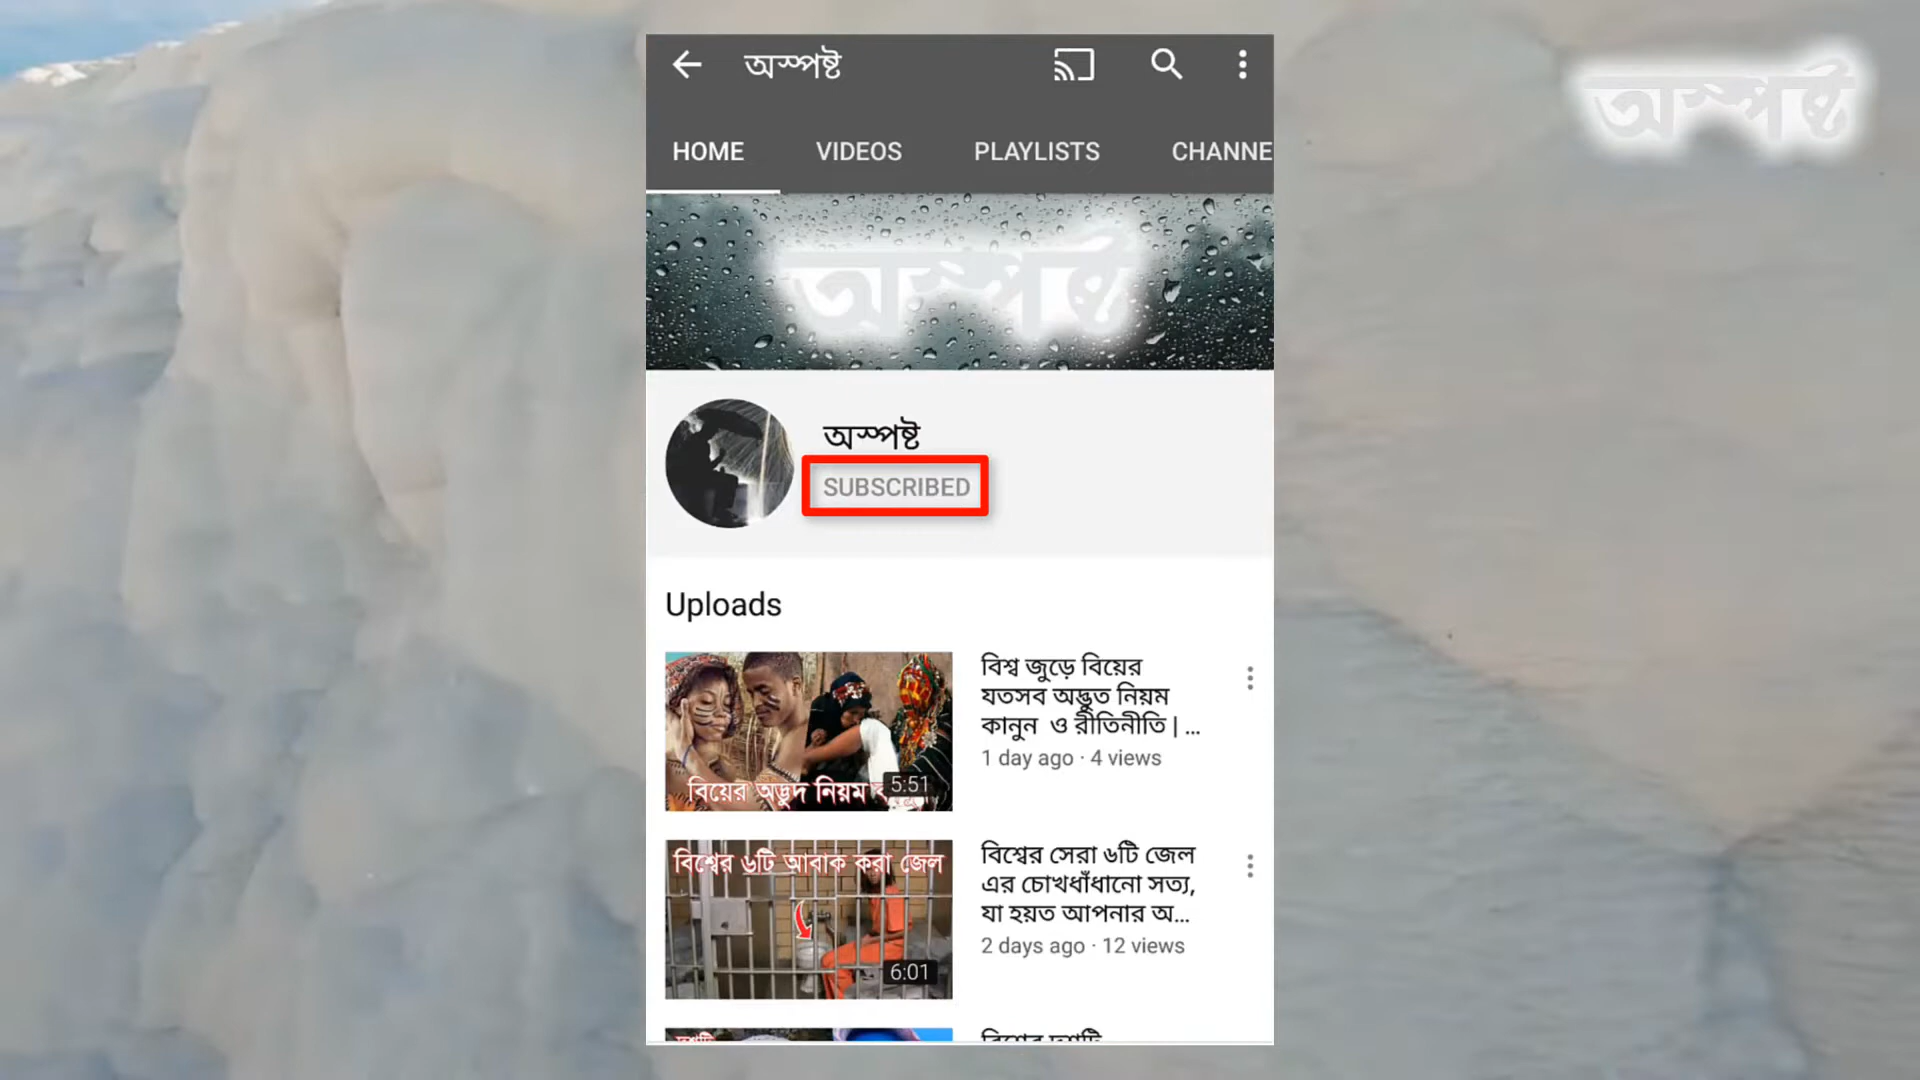 অস্পষ্ট
অস্পষ্ট
HOME VIDEOS PLAYLISTS CHANNE
অস্পষ্ট
অস্পষ্ট
SUBSCRIBED
Uploads
বিয়ের অদ্ভুদ নিয়ম
5:51
বিশ্ব জুড়ে বিয়ের
যতসব অদ্ভুত নিয়ম
কানুন ও রীতিনীতি | ...
1 day ago · 4 views
বিশ্বের ৬টি আবাক করা জেল
6:01
বিশ্বের সেরা ৬টি জেল
এর চোখধাঁধানো সত্য,
যা হয়ত আপনার অ...
2 days ago · 12 views